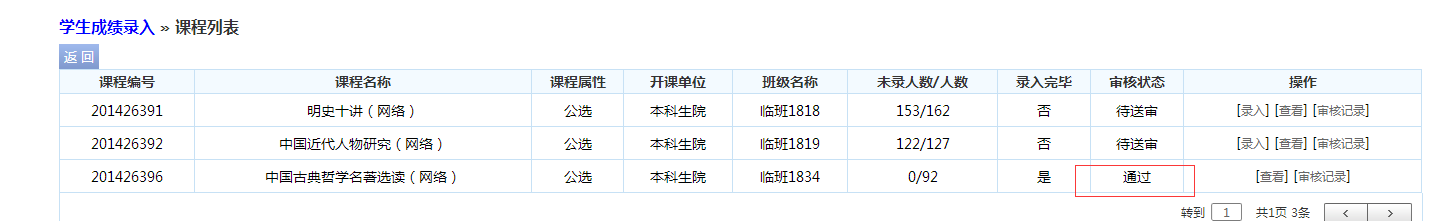 学生成绩录入 » 课程列表
返 回
课程编号 课程名称 课程属性 开课单位 班级名称 未录人数/人数 录入完毕 审核状态 操作
201426391 明史十讲（网络） 公选 本科生院 临班1818 153/162 否 待送审 [录入] [查看] [审核记录]
201426392 中国近代人物研究（网络） 公选 本科生院 临班1819 122/127 否 待送审 [录入] [查看] [审核记录]
201426396 中国古典哲学名著选读（网络） 公选 本科生院 临班1834 0/92 是 通过 [查看] [审核记录]
转到 1 共1页 3条 < >